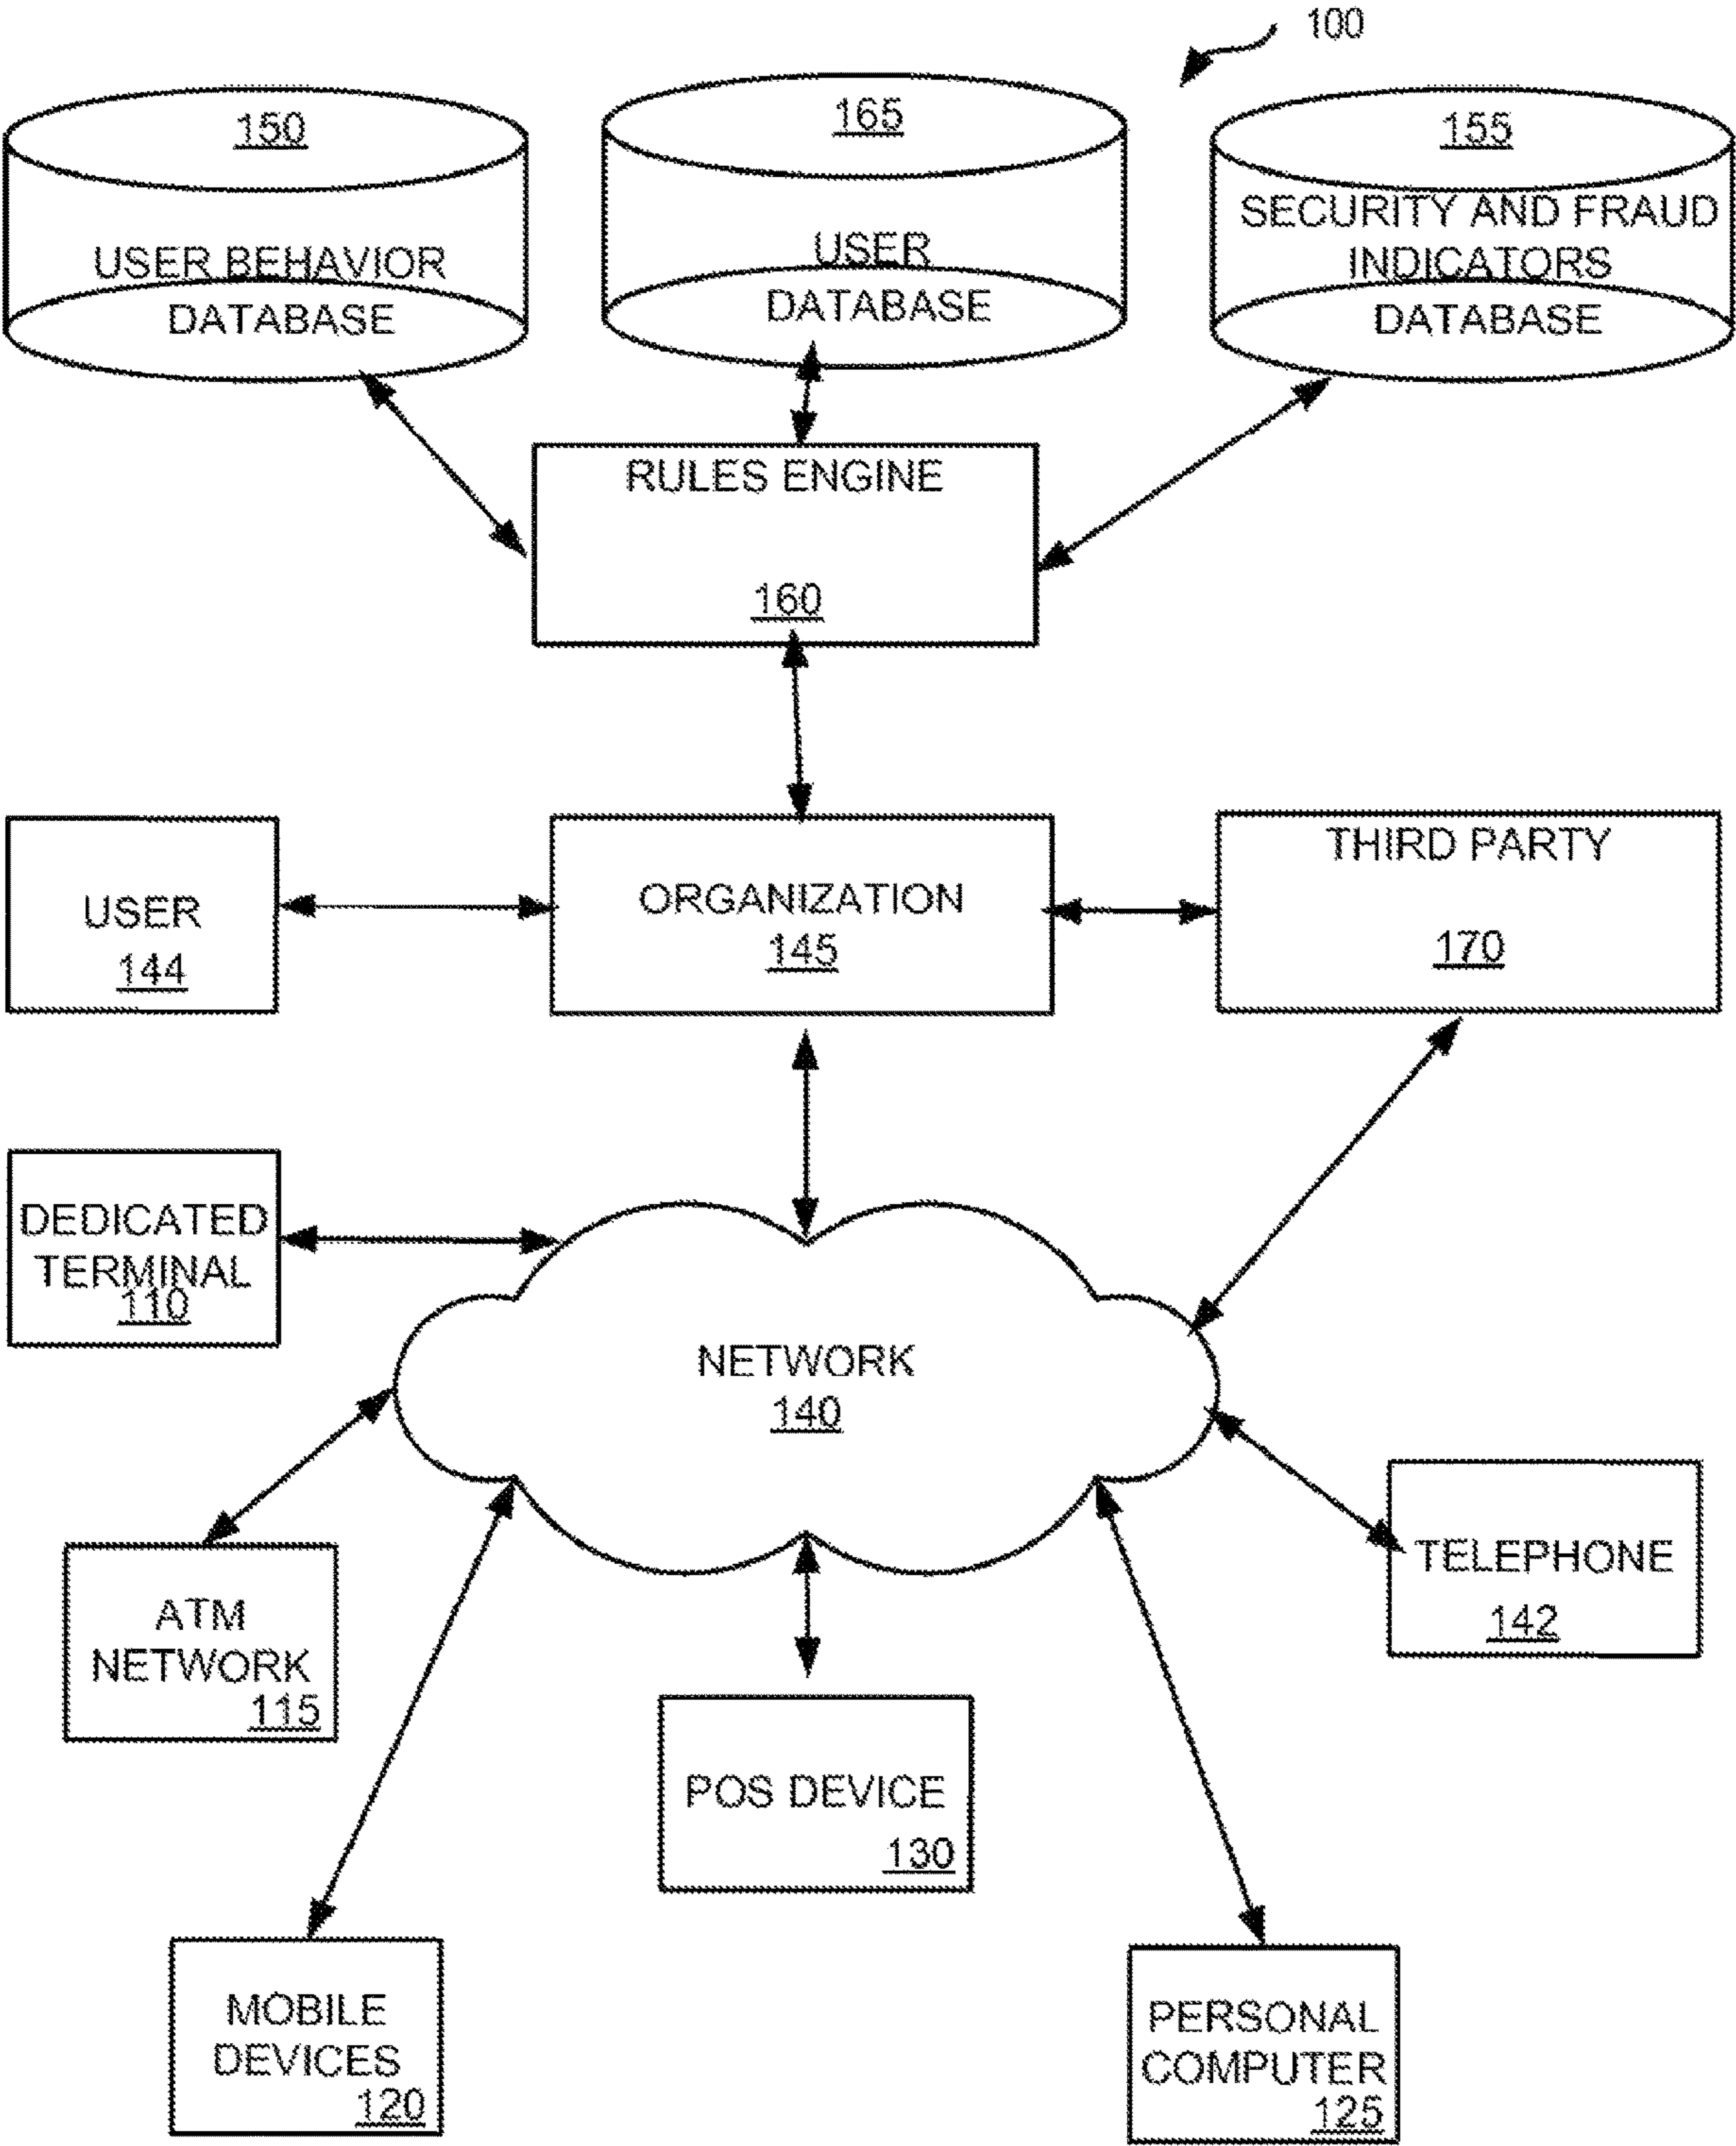 100
150
USER BEHAVIOR
DATABASE
165
USER
DATABASE
155
SECURITY AND FRAUD
INDICATORS
DATABASE
RULES ENGINE
160
USER
144
ORGANIZATION
145
THIRD PARTY
170
DEDICATED
TERMINAL
110
NETWORK
140
ATM
NETWORK
115
TELEPHONE
142
POS DEVICE
130
MOBILE
DEVICES
120
PERSONAL
COMPUTER
125